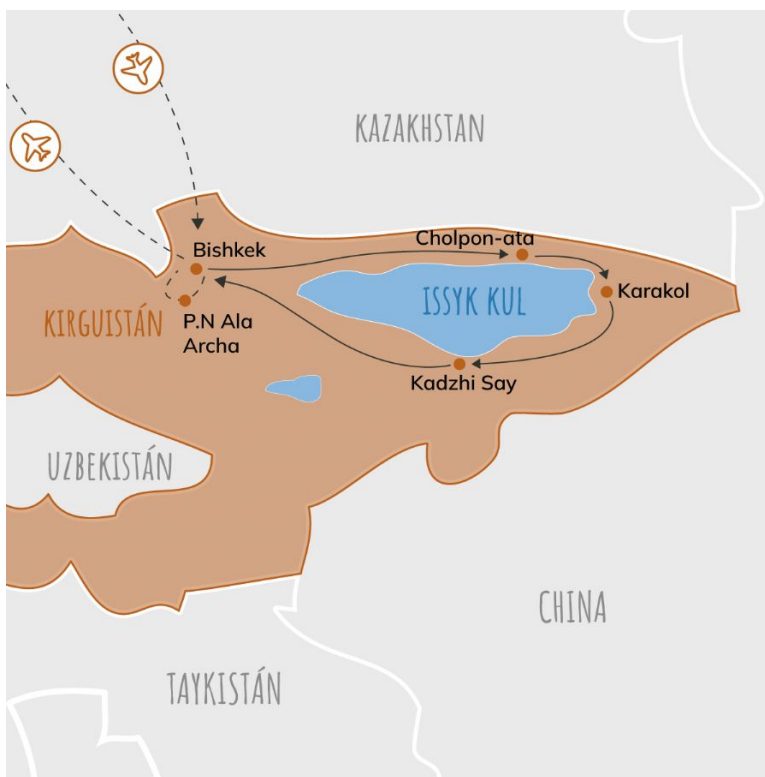 KAZAKHSTAN
Bishkek
Cholpon-ata
ISSYK KUL
Karakol
KIRGUISTÁN
P.N Ala
Archa
Kadzhi Say
UZBEKISTÁN
CHINA
TAYKISTÁN